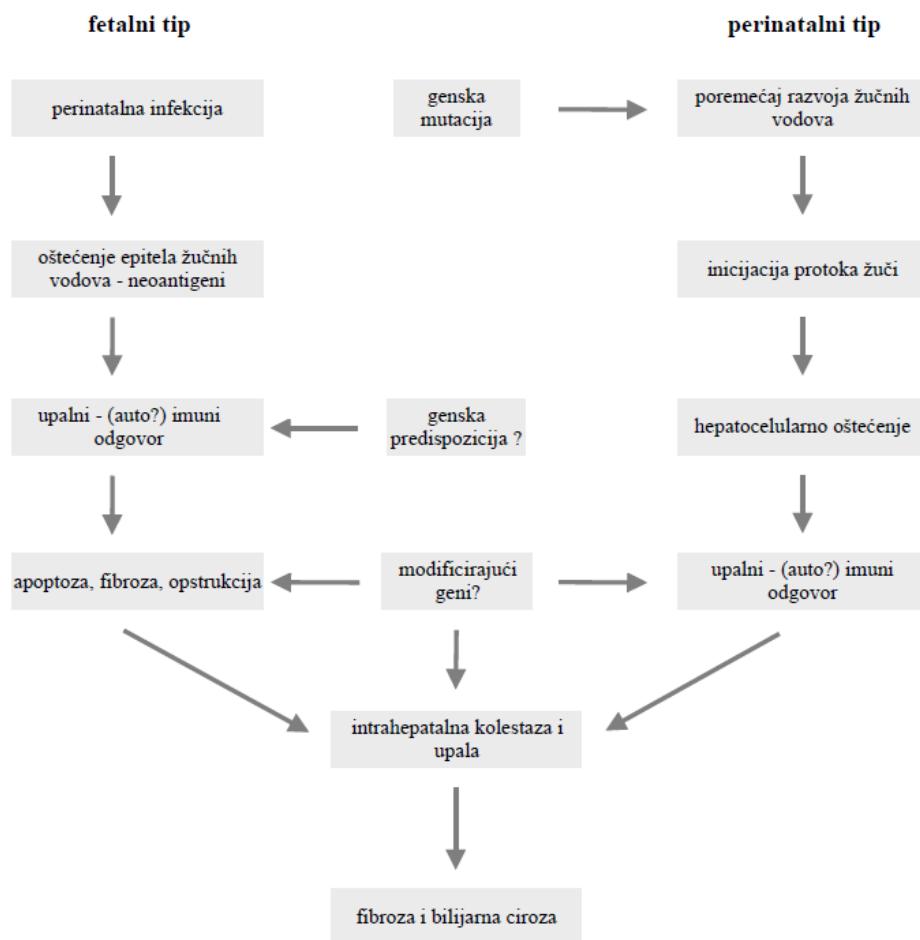 fetalni tip
perinatalni tip
perinatalna infekcija
genska
mutacija
poremećaj razvoja žučnih
vodova
oštećenje epitela žučnih
vodova - neoantigeni
inicijacija protoka žuči
upalni - (auto?) imuni
odgovor
genska
predispozicija ?
hepatocelularno oštećenje
apoptoza, fibroza, opstrukcija
modificirajući
geni?
upalni - (auto?) imuni
odgovor
intrahepatalna kolestaza i
upala
fibroza i bilijarna ciroza